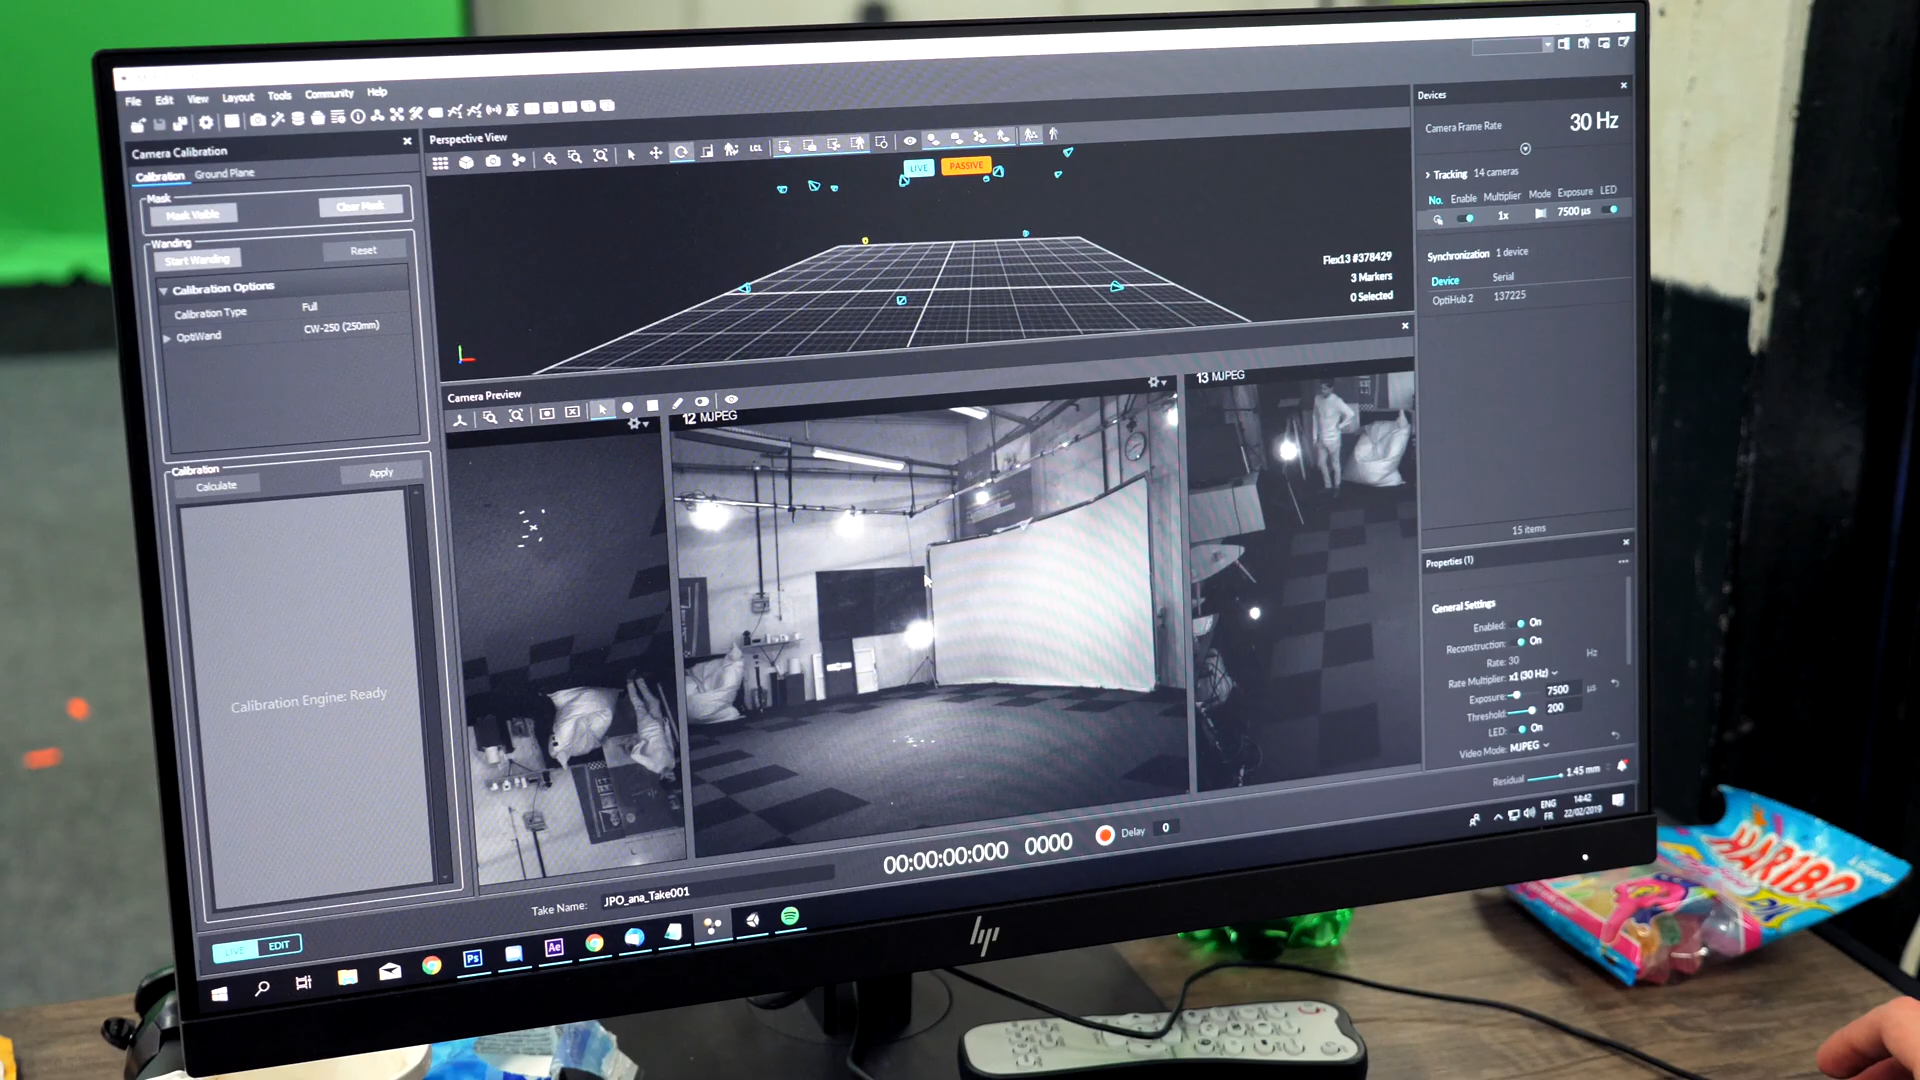 File Edit View Layout Tools Community Help
Camera Calibration
Calibration Ground Plane
Mask
Mask Visible Clear Mask
Wanding
Start Wanding Reset
Calibration Options
Calibration Type Full
OptiWand CW-250 (250mm)
Calibration
Calculate Apply
Calibration Engine: Ready
LIVE EDIT
Perspective View
LCL
LIVE PASSIVE
Flex13 #378429
3 Markers
0 Selected
Camera Preview
12 MJPEG
13 MJPEG
00:00:00:000 0000 Delay 0
Take Name: JPO_ana_Take001
Devices
Camera Frame Rate 30 Hz
Tracking 14 cameras
No. Enable Multiplier Mode Exposure LED
1x 7500 µs
Synchronization 1 device
Device Serial
OptiHub 2 137225
15 items
Properties (1)
General Settings
Enabled: On
Reconstruction: On
Rate: 30 Hz
Rate Multiplier: x1 (30 Hz)
Exposure: 7500 µs
Threshold: 200
LED: On
Video Mode: MJPEG
Residual 1.45 mm
ENG
FR
14:42
22/02/2019
Ps
Ae
hp
HARIBO